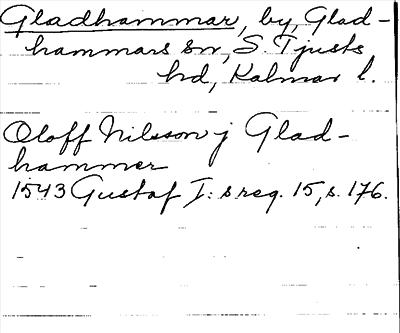 Gladhammar, by, Glad-
hammars sn, S. Tjusts
hd, Kalmar l.
Oloff Nilsson j Glad-
hammer
1543 Gustaf I: s reg. 15, s. 176.